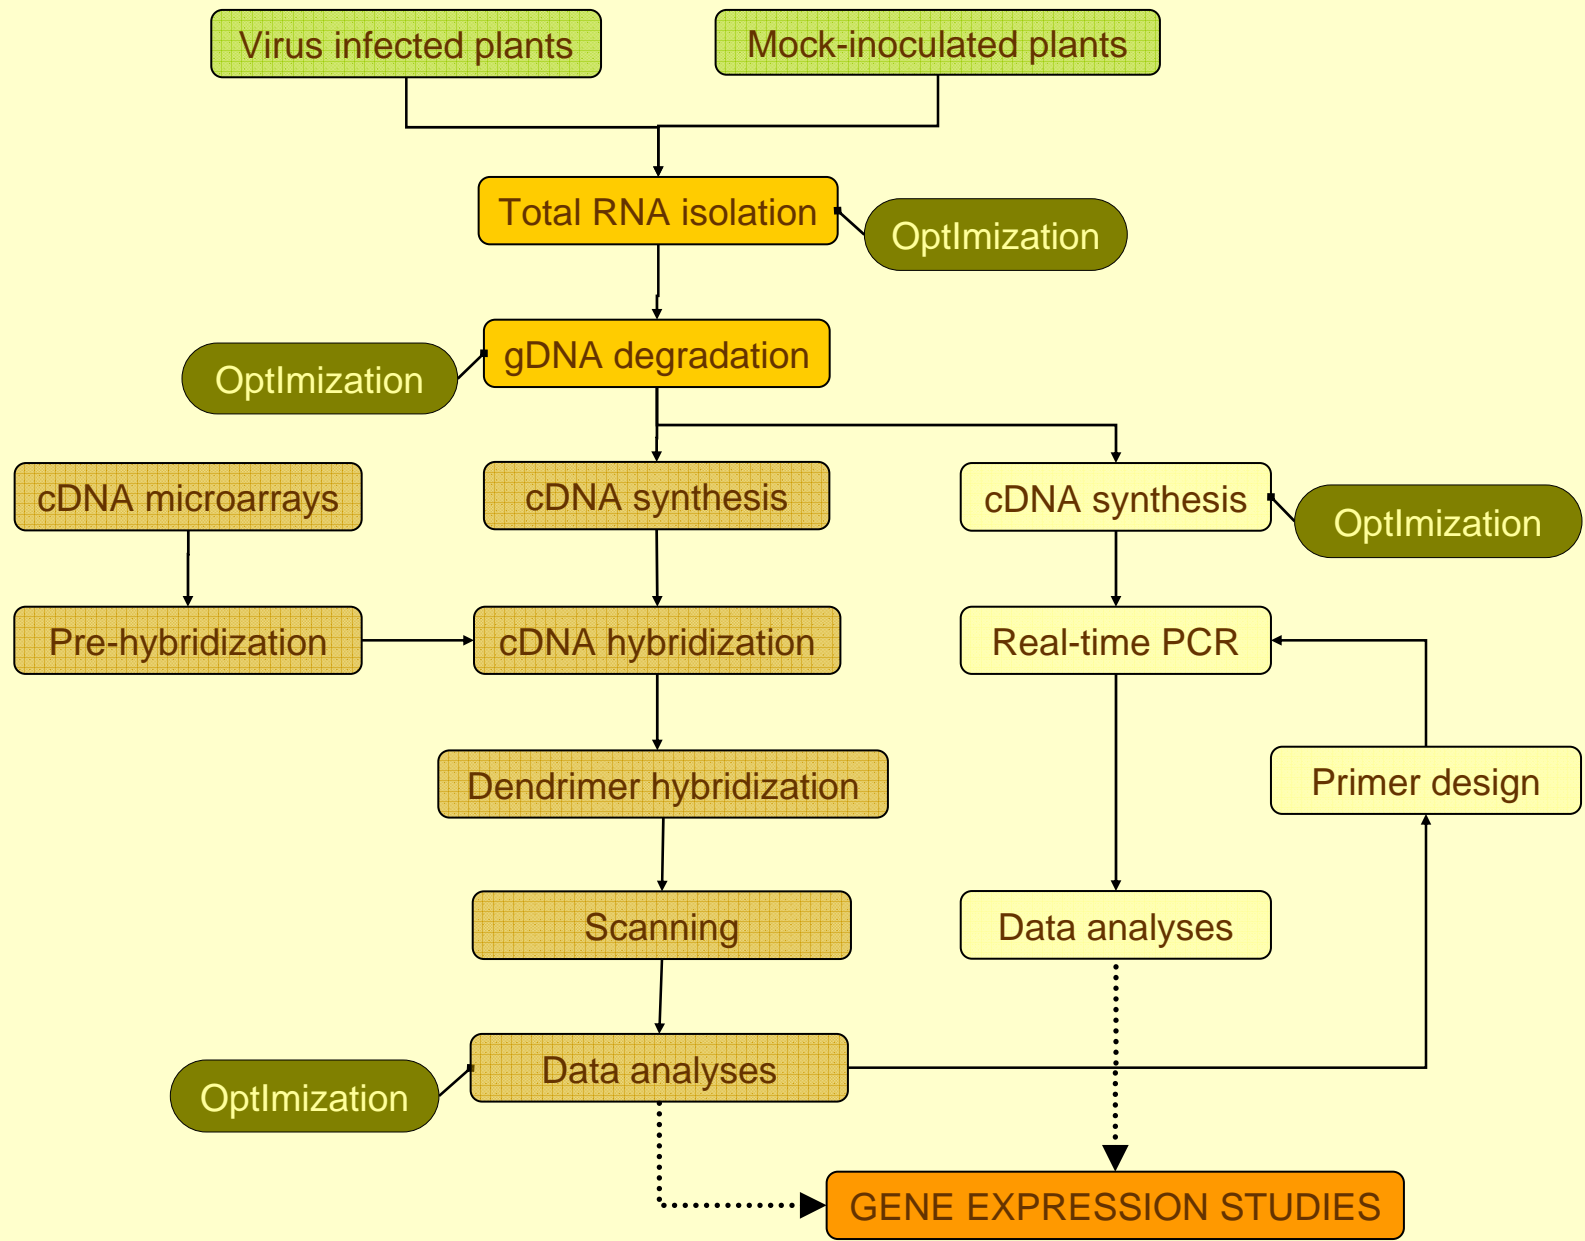 Virus infected plants
Mock-inoculated plants
Total RNA isolation
OptImization
gDNA degradation
OptImization
cDNA microarrays
cDNA synthesis
cDNA synthesis
OptImization
Pre-hybridization
cDNA hybridization
Real-time PCR
Dendrimer hybridization
Primer design
Scanning
Data analyses
Data analyses
OptImization
GENE EXPRESSION STUDIES